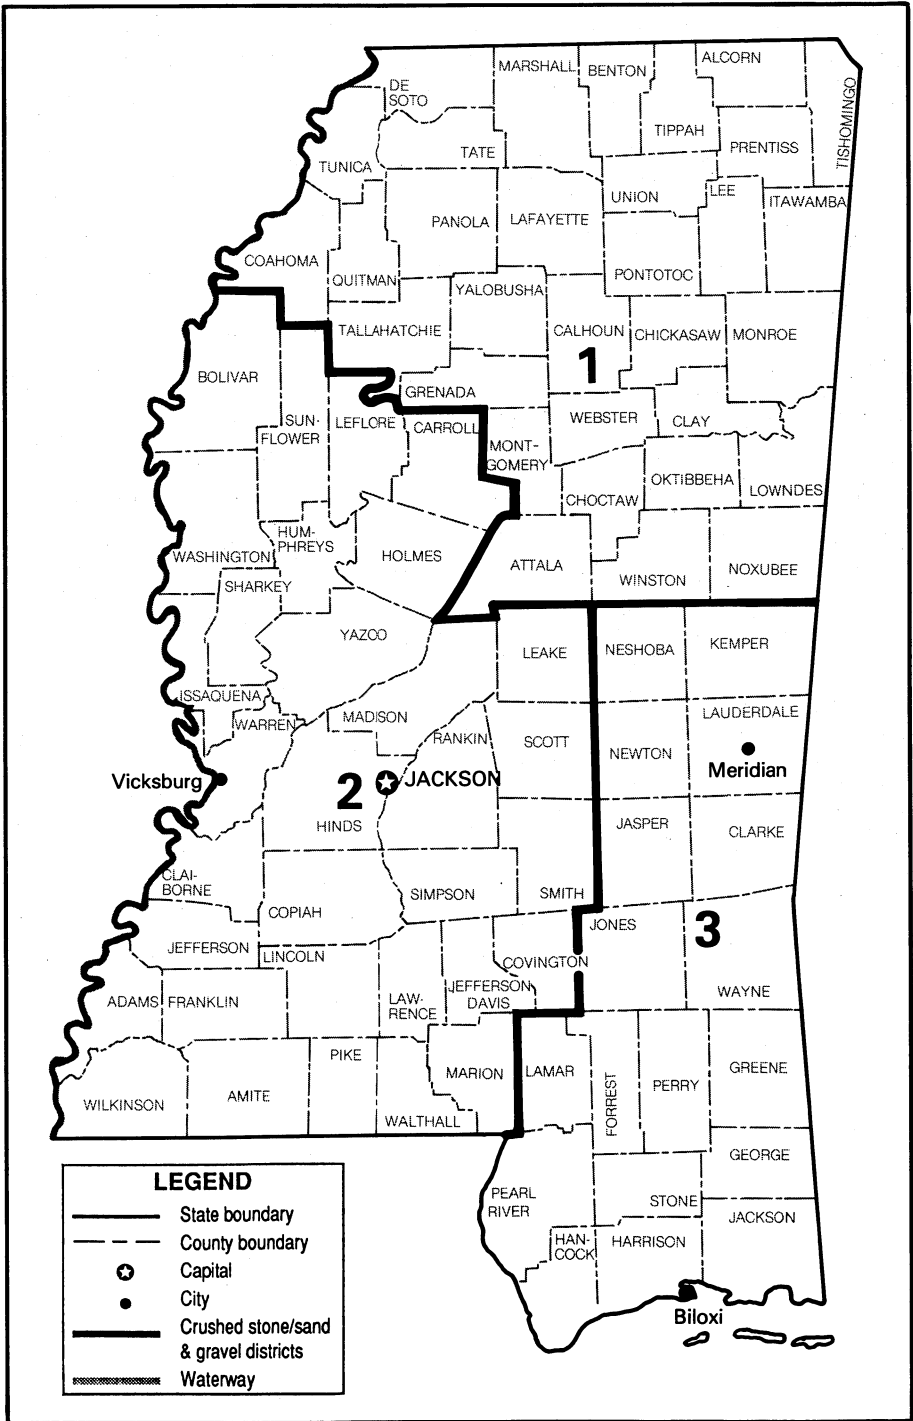 MARSHALL
BENTON
ALCORN
TISHOMINGO
DE
SOTO
TIPPAH
PRENTISS
TATE
TUNICA
UNION
LEE
ITAWAMBA
PANOLA
LAFAYETTE
COAHOMA
QUITMAN
PONTOTOC
YALOBUSHA
TALLAHATCHIE
CALHOUN
CHICKASAW
MONROE
1
BOLIVAR
GRENADA
SUN-
FLOWER
LEFLORE
CARROLL
WEBSTER
CLAY
MONT-
GOMERY
CHOCTAW
OKTIBBEHA
LOWNDES
HUM-
PHREYS
WASHINGTON
HOLMES
ATTALA
WINSTON
NOXUBEE
SHARKEY
YAZOO
LEAKE
NESHOBA
KEMPER
ISSAQUENA
WARREN
MADISON
RANKIN
SCOTT
LAUDERDALE
NEWTON
Meridian
Vicksburg
2
JACKSON
HINDS
JASPER
CLARKE
CLAI-
BORNE
SIMPSON
SMITH
COPIAH
JONES
3
JEFFERSON
LINCOLN
COVINGTON
ADAMS
FRANKLIN
LAW-
RENCE
JEFFERSON
DAVIS
WAYNE
PIKE
MARION
LAMAR
FORREST
PERRY
GREENE
WILKINSON
AMITE
WALTHALL
GEORGE
PEARL
RIVER
STONE
JACKSON
HAN-
COCK
HARRISON
Biloxi
LEGEND
State boundary
County boundary
Capital
City
Crushed stone/sand
& gravel districts
Waterway